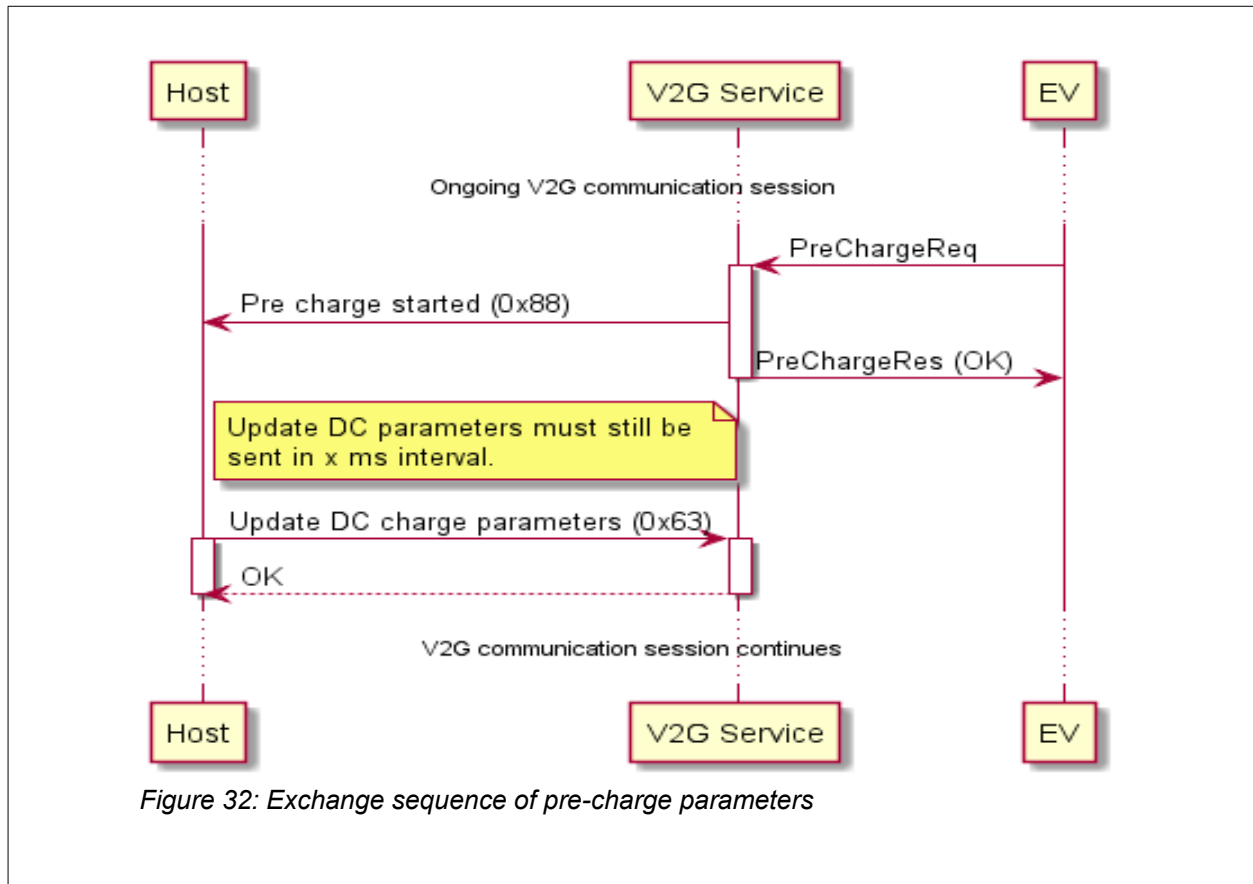 Host
V2G Service
EV
Ongoing V2G communication session
PreChargeReq
Pre charge started (0x88)
PreChargeRes (OK)
Update DC parameters must still be
sent in x ms interval.
Update DC charge parameters (0x63)
OK
V2G communication session continues
Host
V2G Service
EV
Figure 32: Exchange sequence of pre-charge parameters